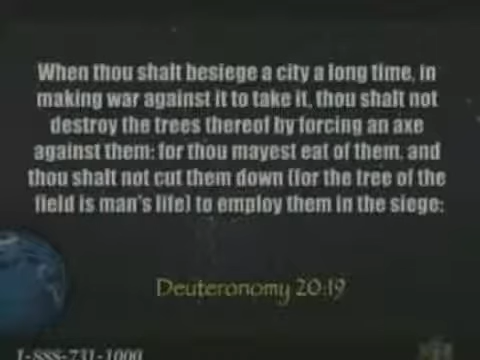 When thou shalt besiege a city a long time, in
making war against it to take it, thou shalt not
destroy the trees thereof by forcing an axe
against them: for thou mayest eat of them, and
thou shalt not cut them down (for the tree of the
field is man's life) to employ them in the siege:
Deuteronomy 20:19
1-888-731-1000